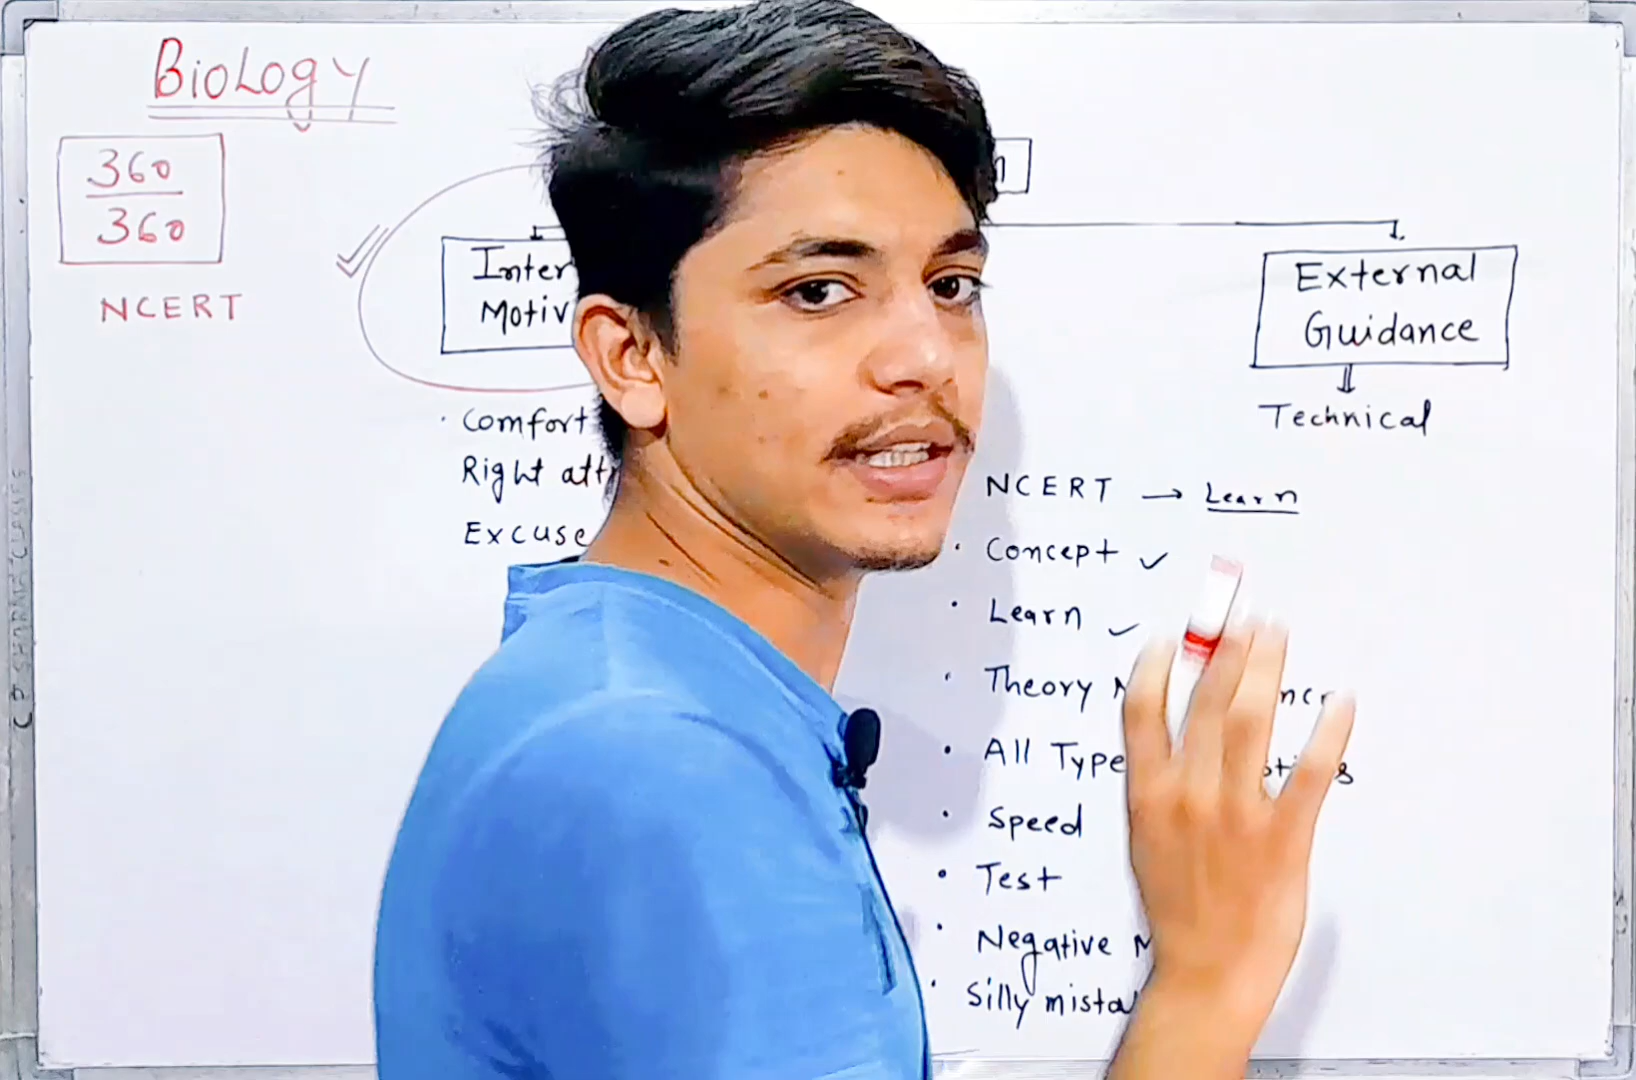 BioLogy
360
360
NCERT
Inter
Motiv
External
Guidance
Technical
Comfort
Right att
Excuse
NCERT → Learn
Concept ✓
Learn ✓
Theory
All Type
Speed
Test
Negative M
Silly mista